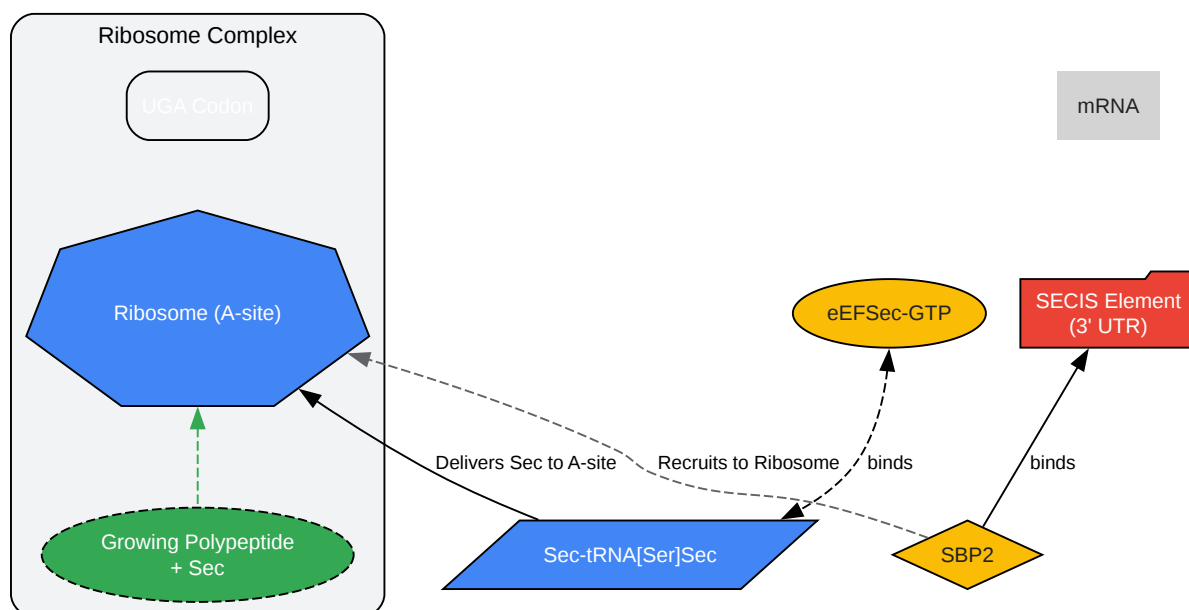 Ribosome Complex
UGA Codon
mRNA
Ribosome (A-site)
eEFSec-GTP
SECIS Element
(3' UTR)
Delivers Sec to A-site
Recruits to Ribosome
binds
binds
Growing Polypeptide
+ Sec
Sec-tRNA[Ser]Sec
SBP2